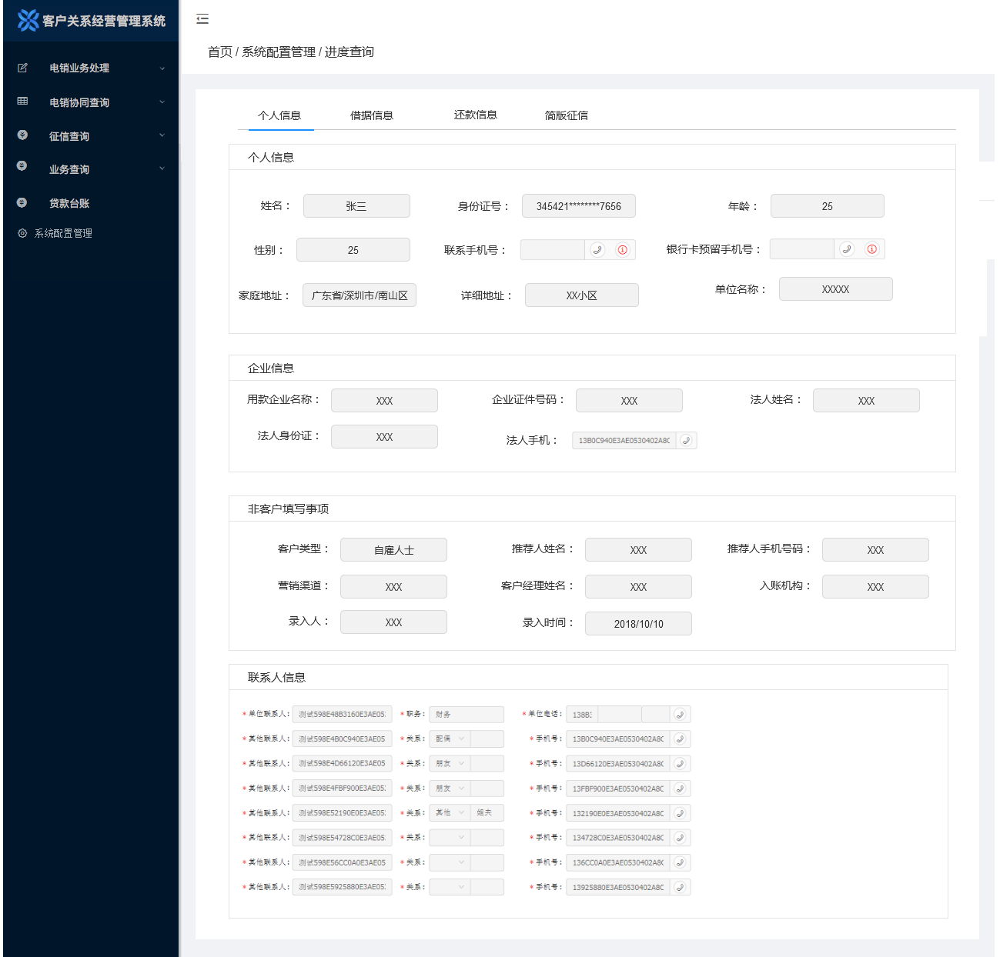 客户关系经营管理系统
首页 / 系统配置管理 / 进度查询
电销业务处理
电销协同查询
征信查询
业务查询
贷款台账
系统配置管理
个人信息 借据信息 还款信息 简版征信
个人信息
姓名： 张三 身份证号： 345421********7656 年龄： 25
性别： 25 联系手机号： 银行卡预留手机号：
家庭地址： 广东省/深圳市/南山区 详细地址： XX小区 单位名称： XXXXX
企业信息
用款企业名称： XXX 企业证件号码： XXX 法人姓名： XXX
法人身份证： XXX 法人手机： 13B0C940E3AE0530402A8C
非客户填写事项
客户类型： 自雇人士 推荐人姓名： XXX 推荐人手机号码： XXX
营销渠道： XXX 客户经理姓名： XXX 入账机构： XXX
录入人： XXX 录入时间： 2018/10/10
联系人信息
* 单位联系人: 测试598E48B3160E3AE05: * 职务: 财务 * 单位电话: 138B:
* 其他联系人: 测试598E4B0C940E3AE05 * 关系: 配偶 * 手机号: 13B0C940E3AE0530402A8C
* 其他联系人: 测试598E4D66120E3AE05 * 关系: 朋友 * 手机号: 13D66120E3AE0530402A8C
* 其他联系人: 测试598E4FBF900E3AE05: * 关系: 朋友 * 手机号: 13FBF900E3AE0530402A8C
* 其他联系人: 测试598E52190E0E3AE05: * 关系: 其他 姐夫 * 手机号: 132190E0E3AE0530402A8C
* 其他联系人: 测试598E54728C0E3AE05: * 关系: * 手机号: 134728C0E3AE0530402A8C
* 其他联系人: 测试598E56CC0A0E3AE05 * 关系: * 手机号: 136CC0A0E3AE0530402A8C
* 其他联系人: 测试598E5925880E3AE05: * 关系: * 手机号: 13925880E3AE0530402A8C